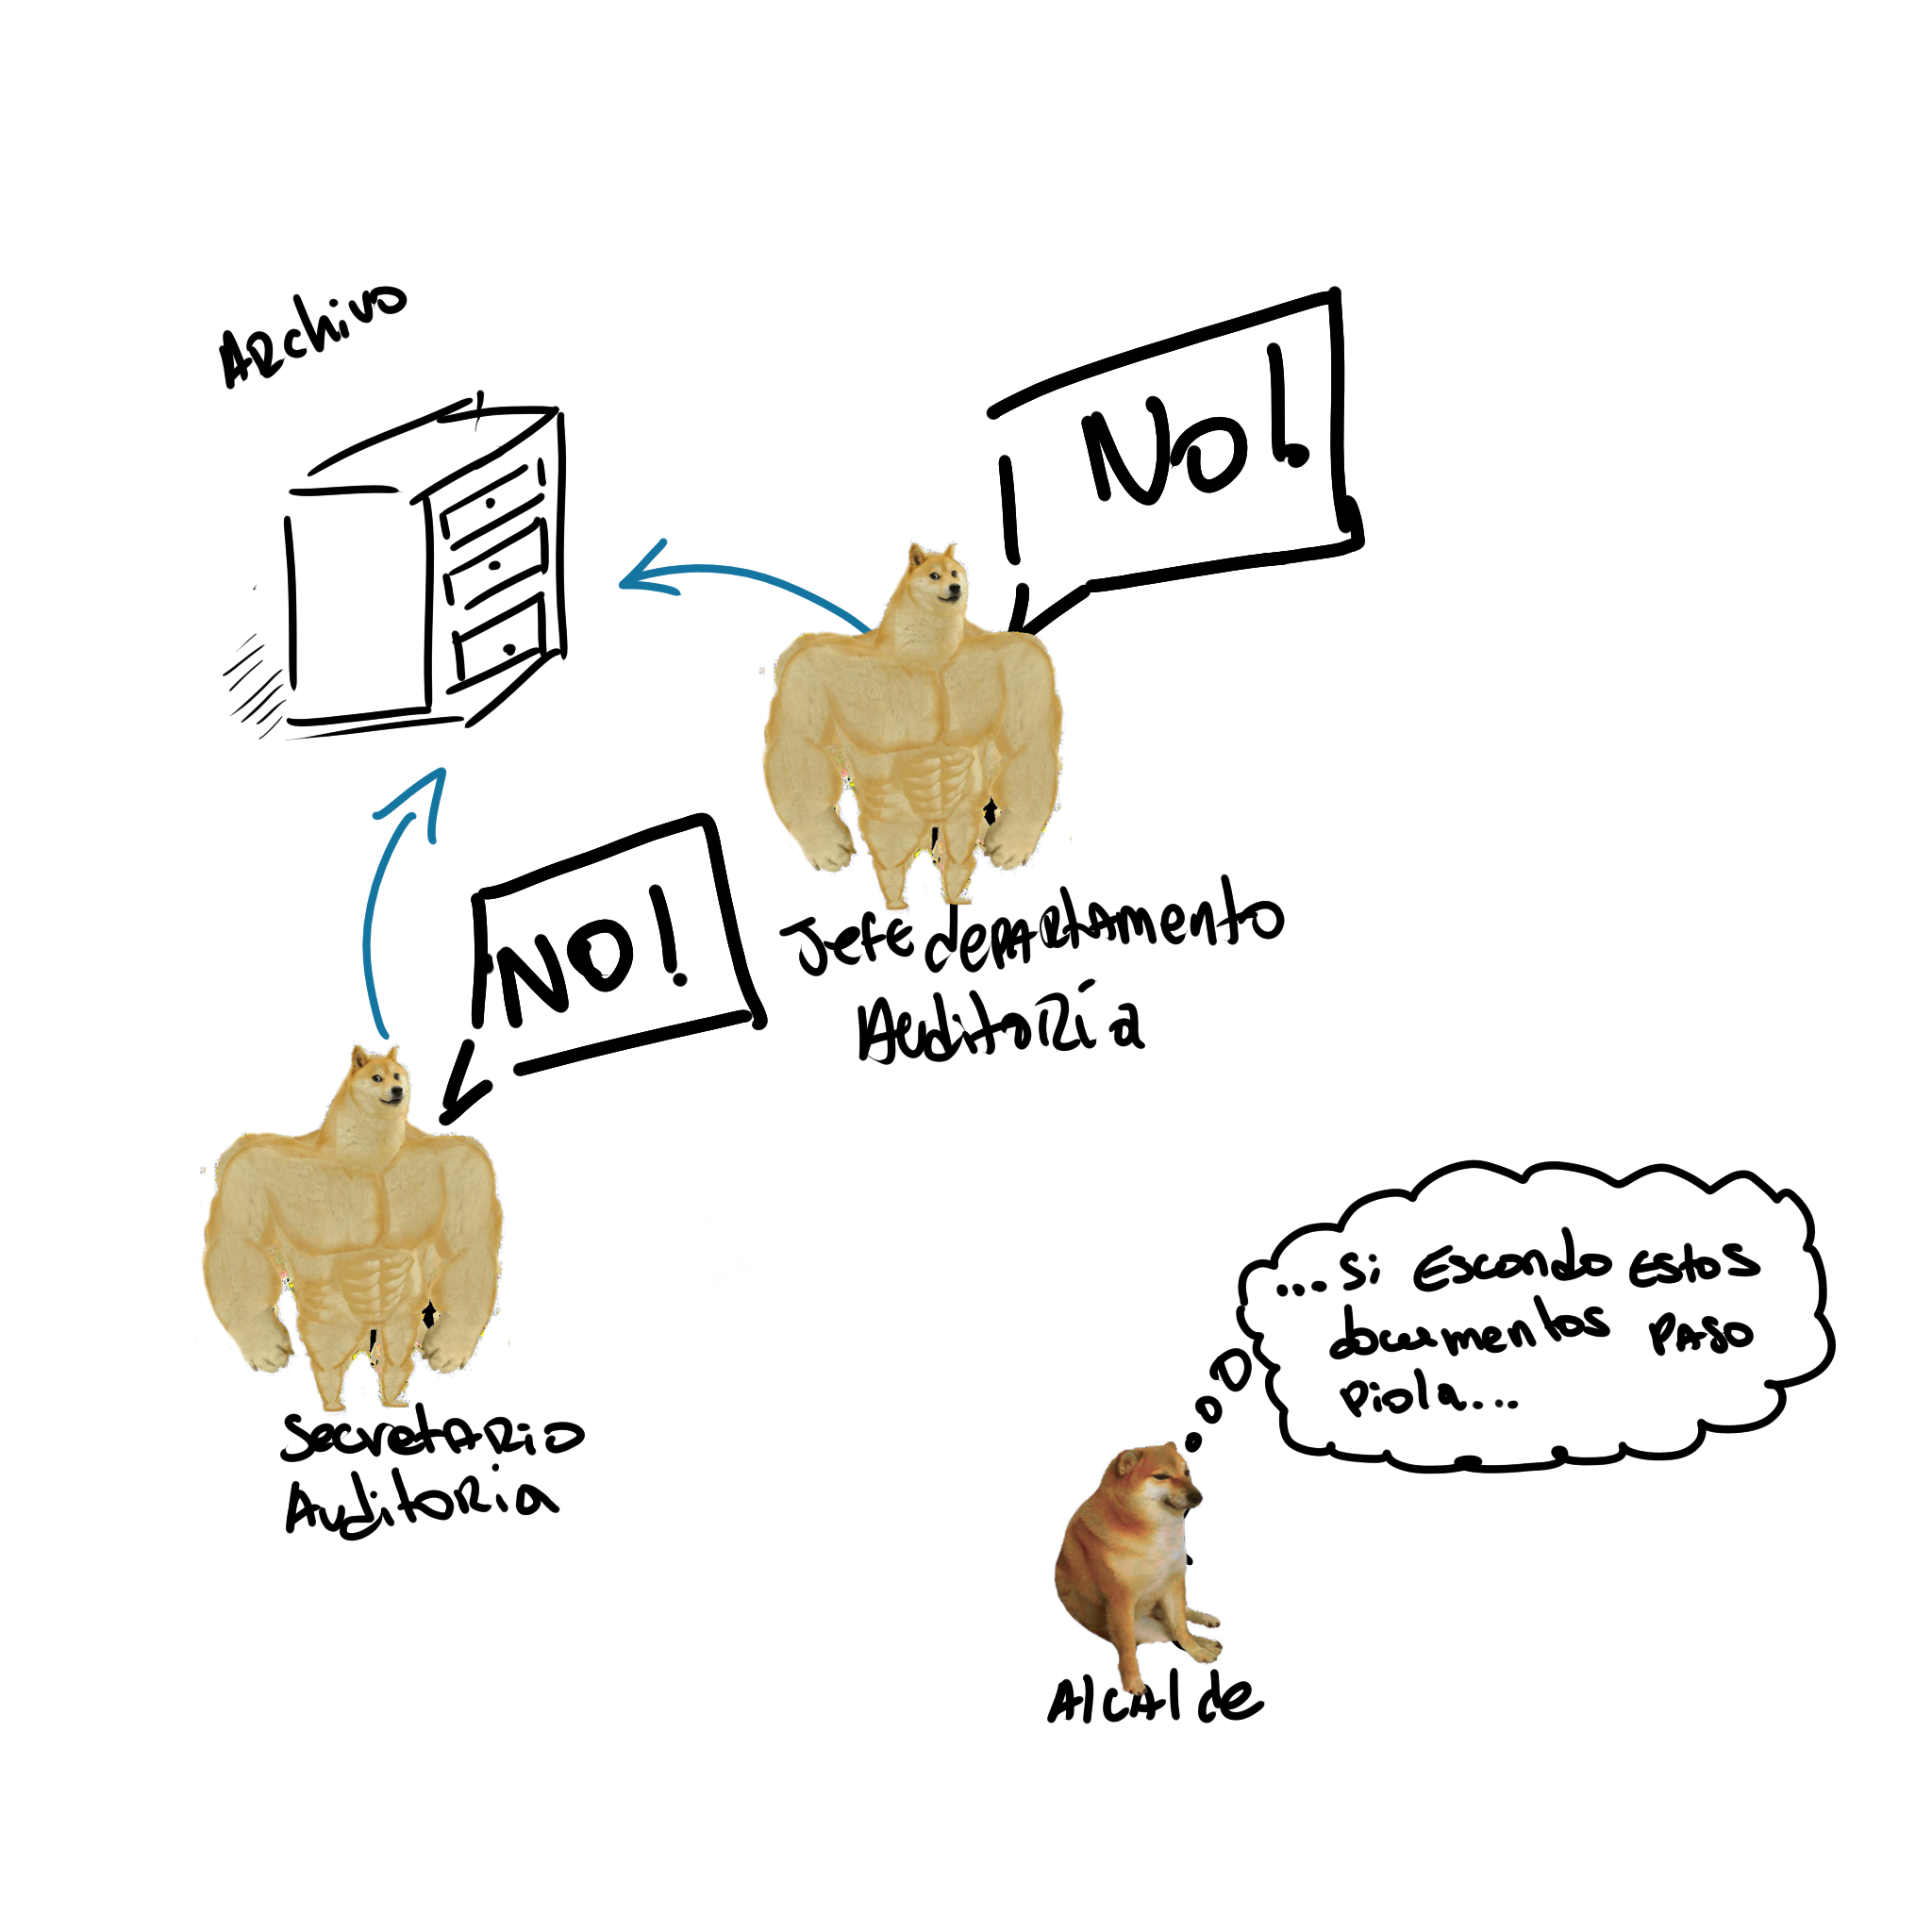 Archivo
No!
NO!
Jefe departamento
Auditoría
Secretario
Auditoria
...si escondo estos
documentos paso
piola...
Alcalde